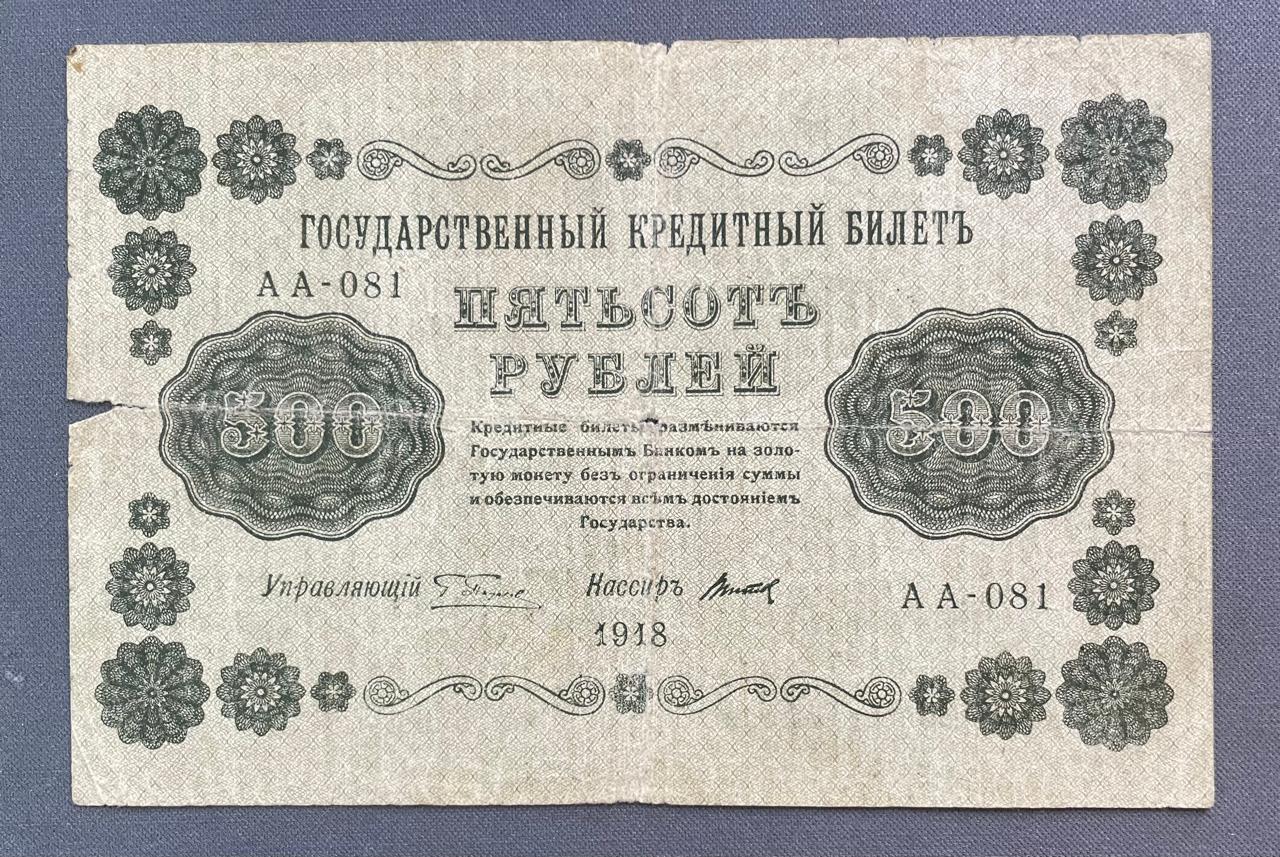 ГОСУДАРСТВЕННЫЙ КРЕДИТНЫЙ БИЛЕТЪ
АА-081
ПЯТЬСОТЪ
РУБЛЕЙ
500
500
Кредитные билеты размѣниваются
Государственнымъ Банкомъ на золо-
тую монету безъ ограниченія суммы
и обезпечиваются всѣмъ достояніемъ
Государства.
Управляющій
Кассиръ
АА-081
1918